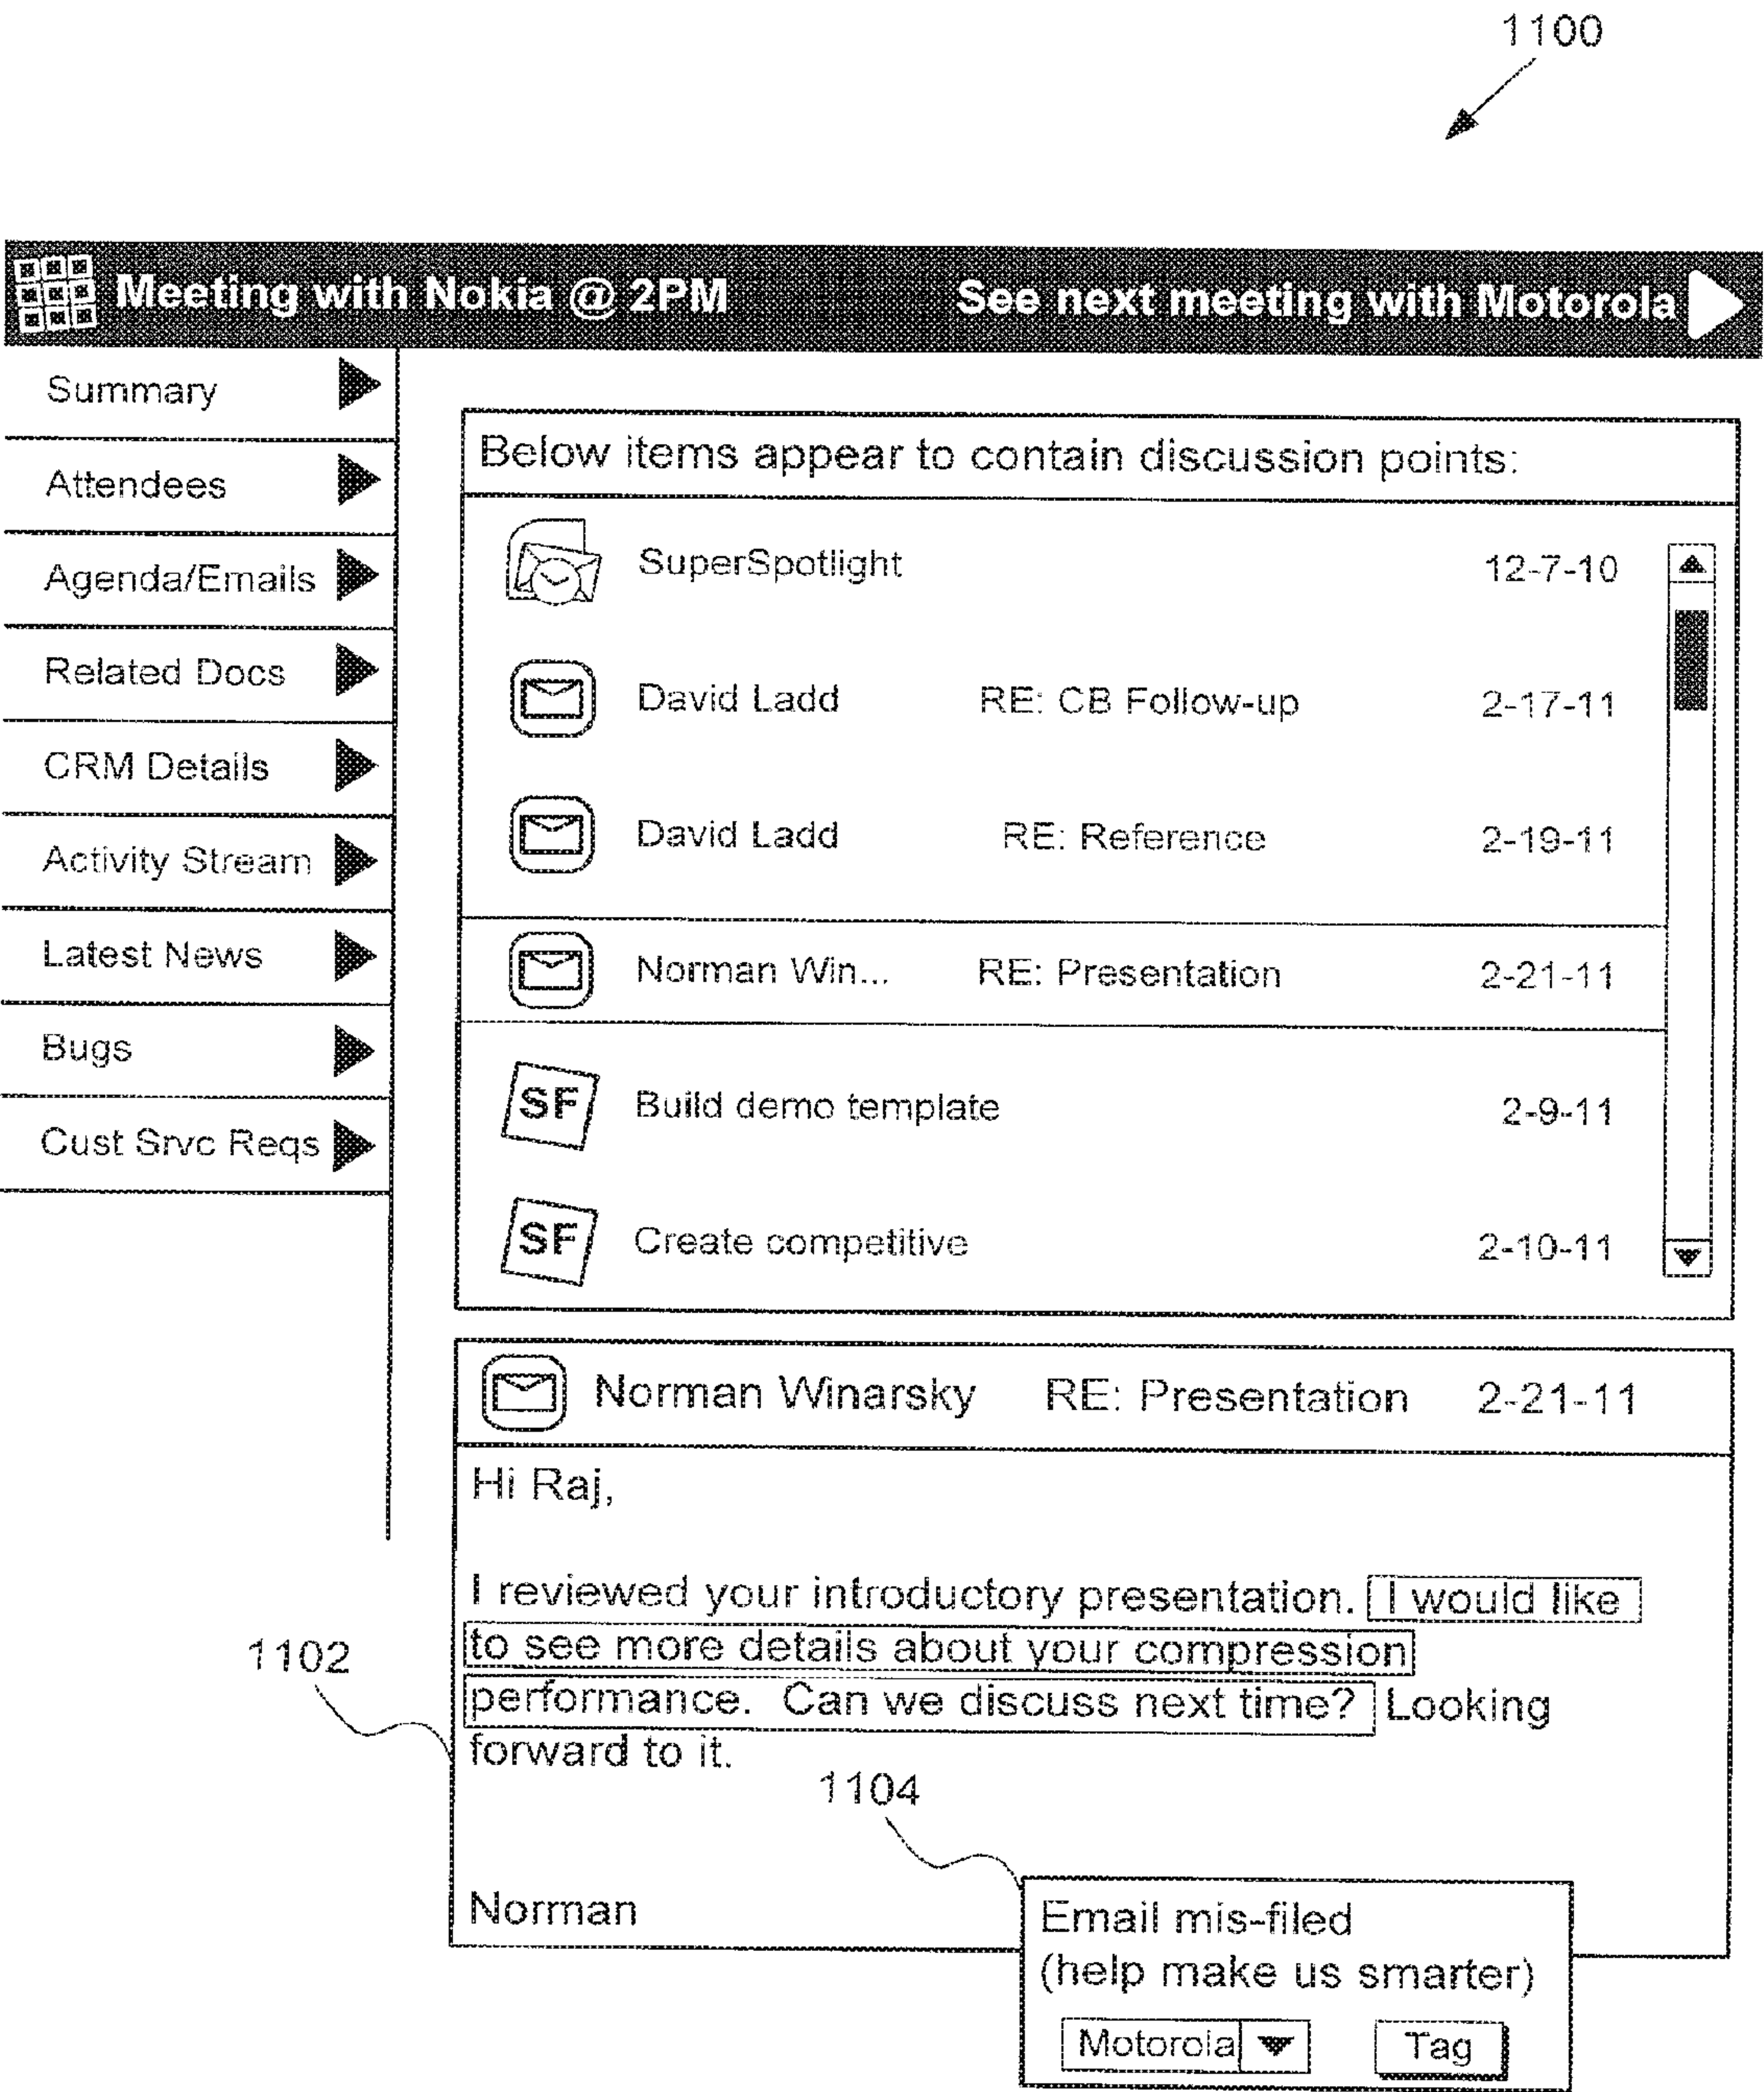 1100
Meeting with Nokia @ 2PM See next meeting with Motorola
Summary
Attendees
Agenda/Emails
Related Docs
CRM Details
Activity Stream
Latest News
Bugs
Cust Srvc Reqs
Below items appear to contain discussion points:
SuperSpotlight 12-7-10
David Ladd RE: CB Follow-up 2-17-11
David Ladd RE: Reference 2-19-11
Norman Win... RE: Presentation 2-21-11
SF Build demo template 2-9-11
SF Create competitive 2-10-11
Norman Winarsky RE: Presentation 2-21-11
Hi Raj,
I reviewed your introductory presentation. I would like
to see more details about your compression
performance. Can we discuss next time? Looking
forward to it.
Norman
1102
1104
Email mis-filed
(help make us smarter)
Motorola Tag